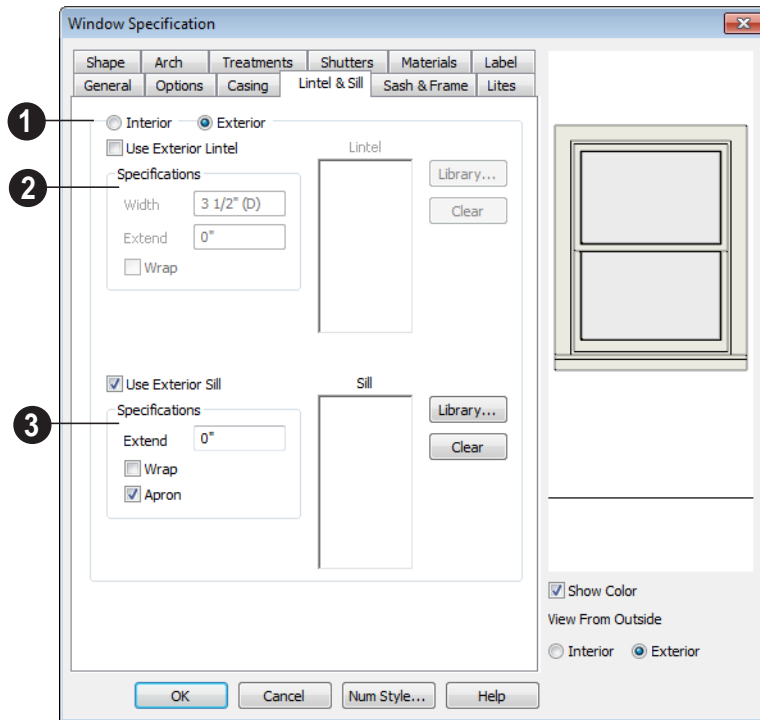 Window Specification
Shape Arch Treatments Shutters Materials Label
General Options Casing Lintel & Sill Sash & Frame Lites
1 Interior Exterior
Use Exterior Lintel Lintel
2 Specifications Library...
Width 3 1/2" (D) Clear
Extend 0"
Wrap
Use Exterior Sill Sill
Specifications Library...
3 Extend 0" Clear
Wrap
Apron
Show Color
View From Outside
Interior Exterior
OK Cancel Num Style... Help